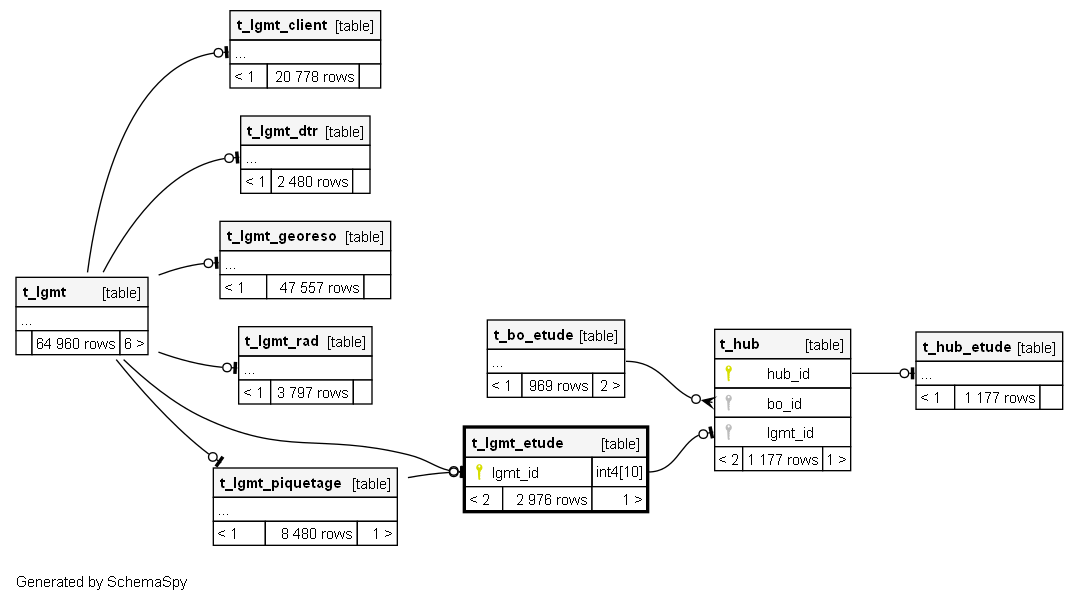 t_lgmt_client [table]
...
< 1 20 778 rows
t_lgmt_dtr [table]
...
< 1 2 480 rows
t_lgmt_georeso [table]
...
< 1 47 557 rows
t_lgmt [table]
...
64 960 rows 6 >
t_lgmt_rad [table]
...
< 1 3 797 rows
t_lgmt_piquetage [table]
...
< 1 8 480 rows 1 >
t_bo_etude [table]
...
< 1 969 rows 2 >
t_lgmt_etude [table]
lgmt_id int4[10]
< 2 2 976 rows 1 >
t_hub [table]
hub_id
bo_id
lgmt_id
< 2 1 177 rows 1 >
t_hub_etude [table]
...
< 1 1 177 rows
Generated by SchemaSpy